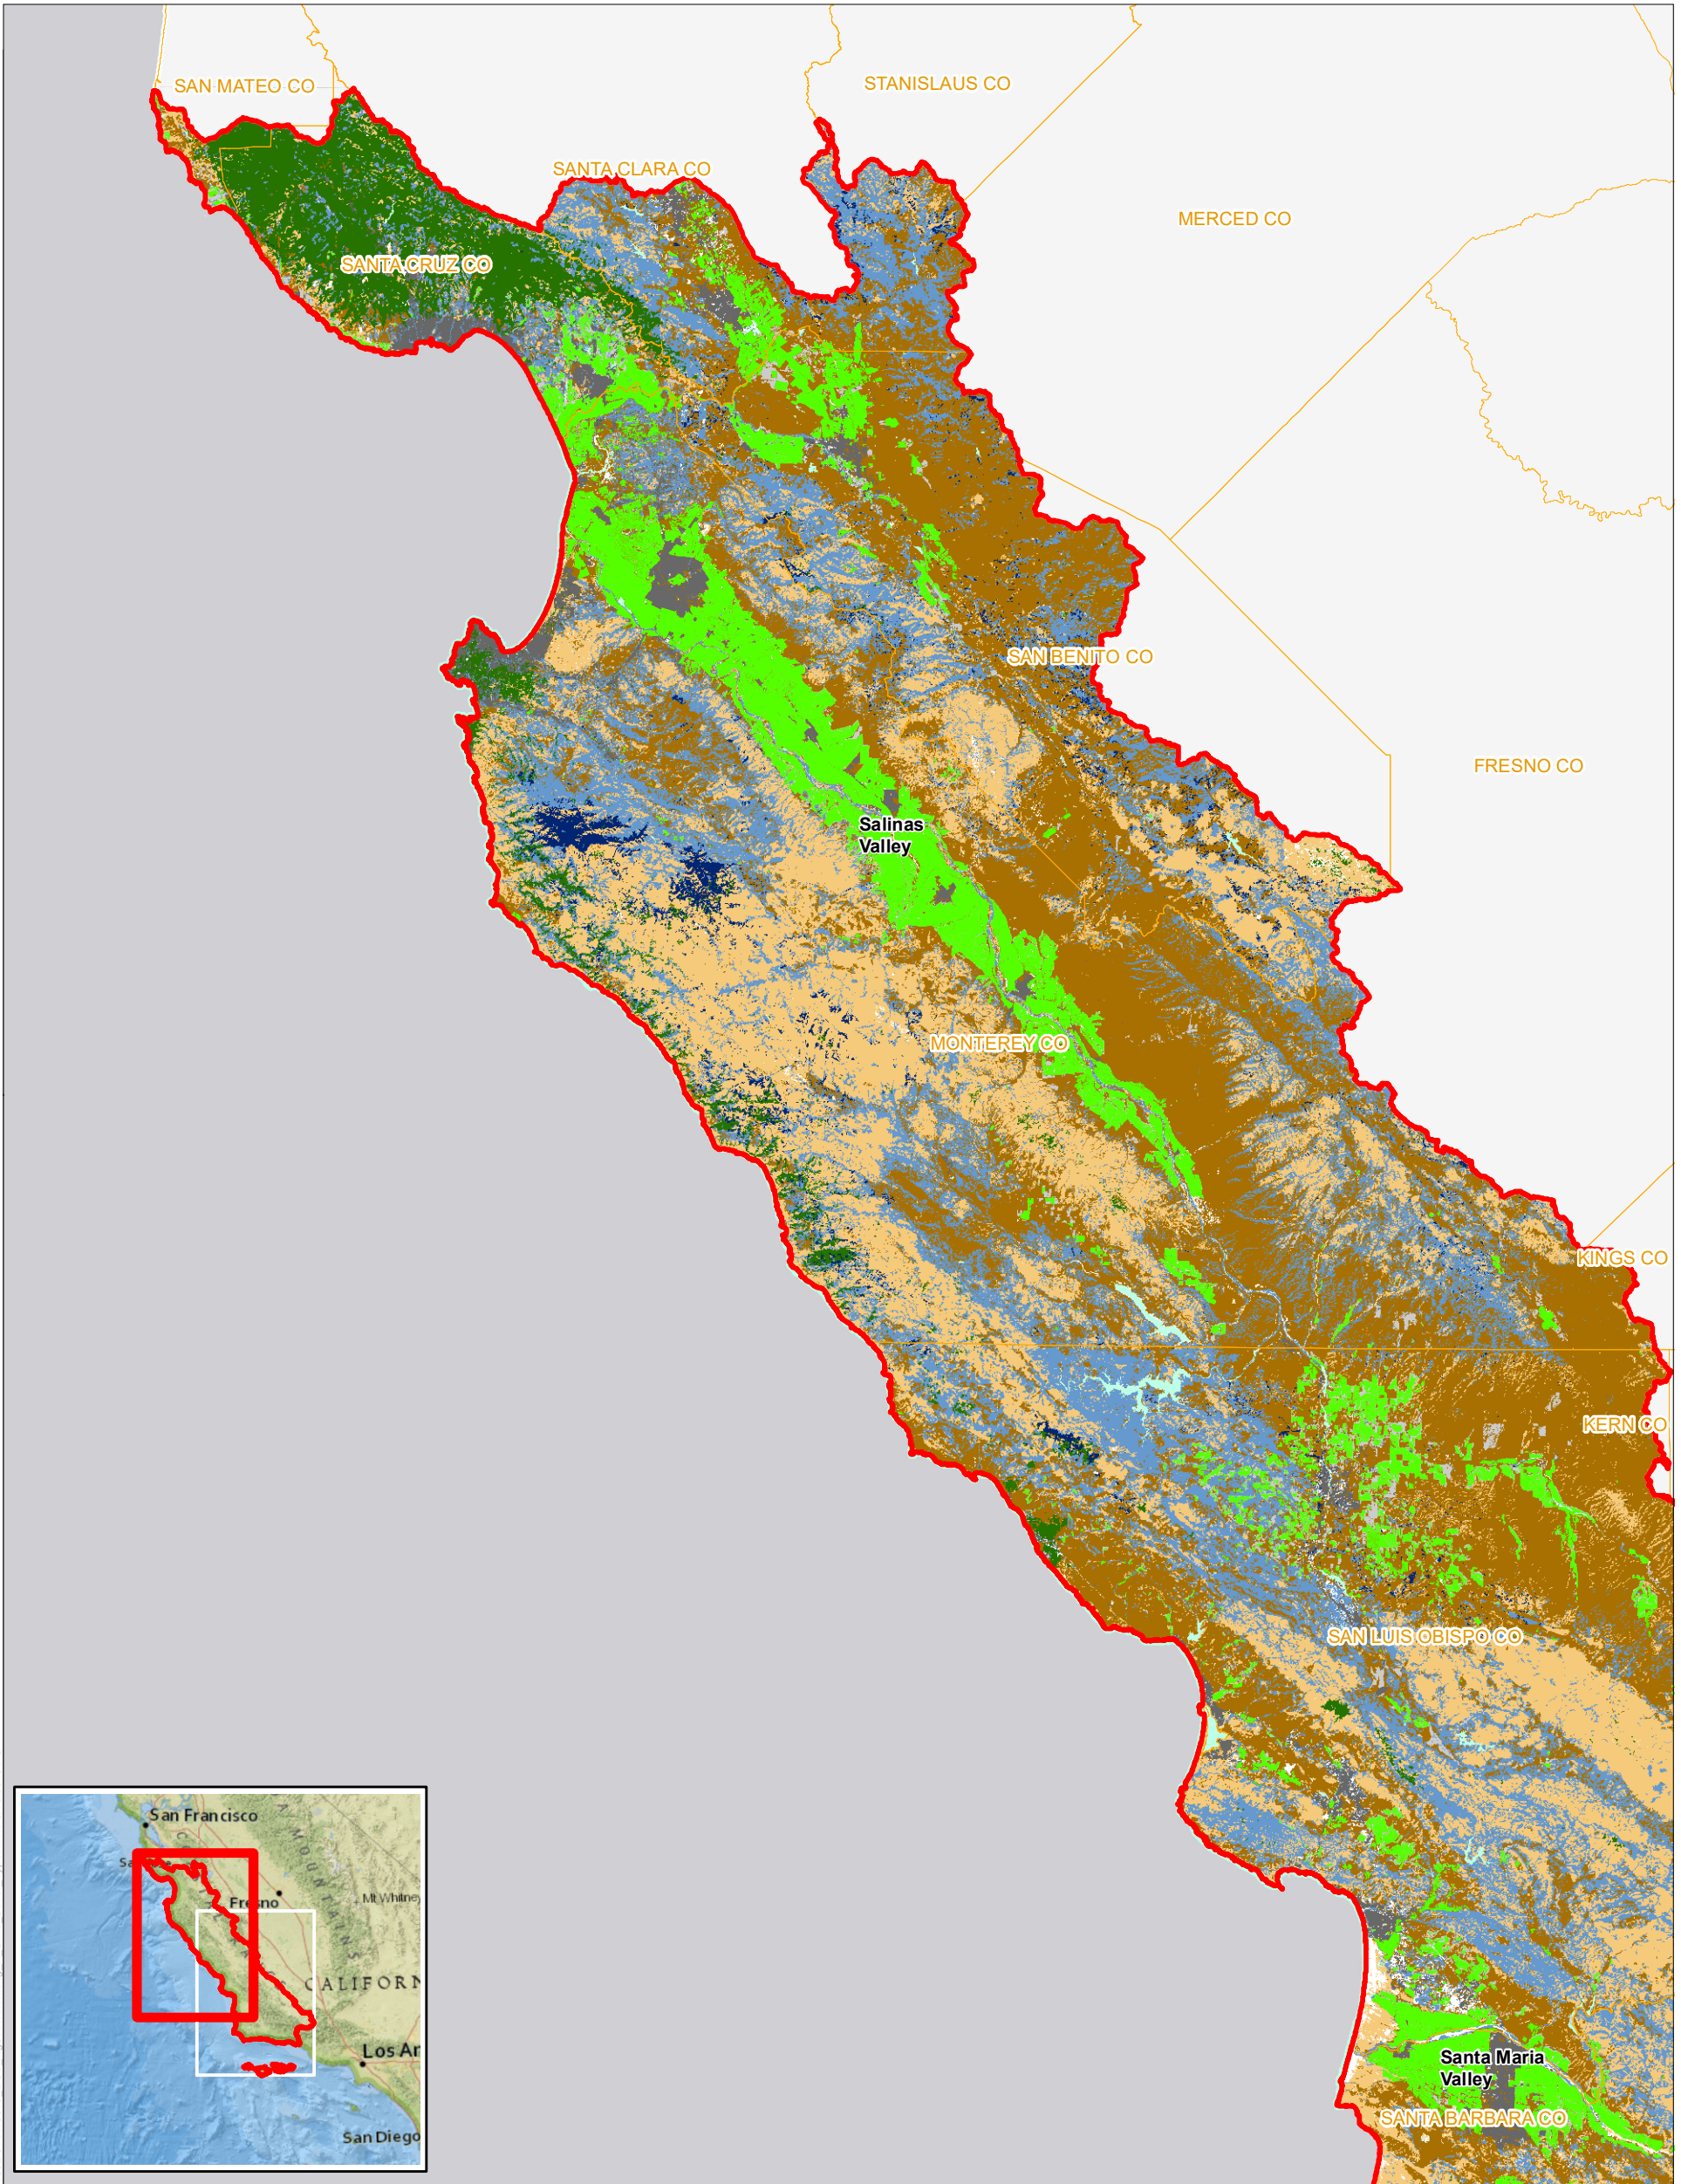 SAN MATEO CO
STANISLAUS CO
SANTA CLARA CO
MERCED CO
SANTA CRUZ CO
SAN BENITO CO
FRESNO CO
Salinas
Valley
MONTEREY CO
KINGS CO
KERN CO
SAN LUIS OBISPO CO
San Francisco
Fresno
Mt Whitney
MOUNTAINS
CALIFORN
Los An
San Diego
Santa Maria
Valley
SANTA BARBARA CO